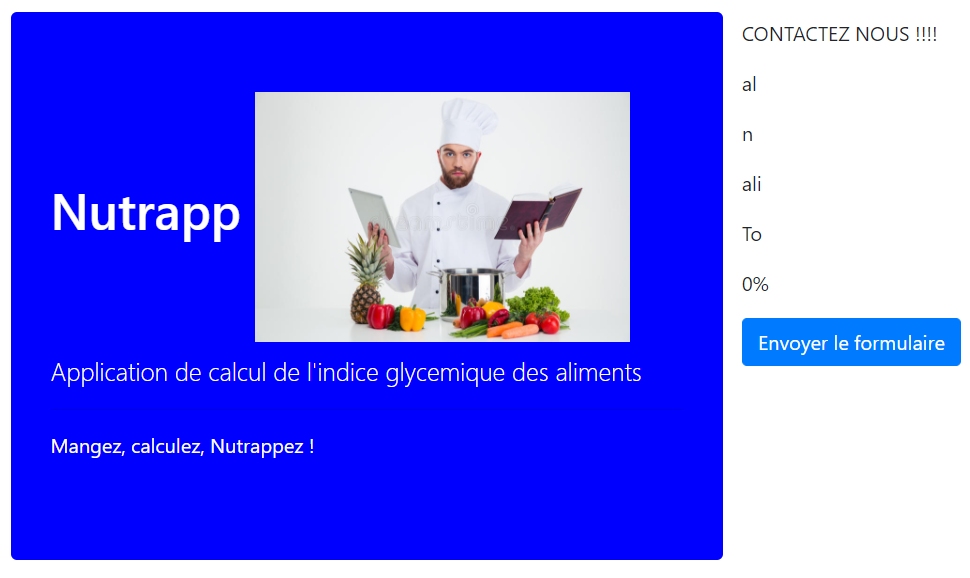 Nutrapp
Application de calcul de l'indice glycemique des aliments
Mangez, calculez, Nutrappez !
CONTACTEZ NOUS !!!!
al
n
ali
To
0%
Envoyer le formulaire